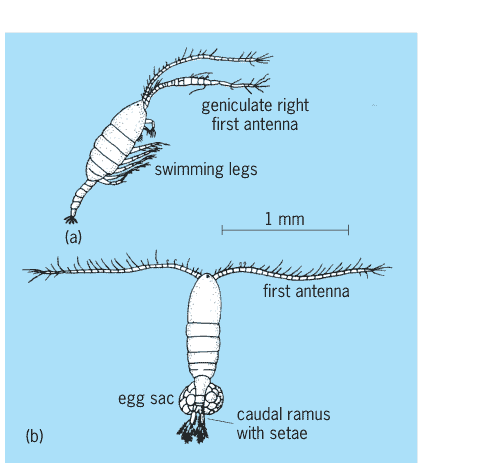 geniculate right
first antenna
swimming legs
(a)
1 mm
first antenna
egg sac
caudal ramus
with setae
(b)